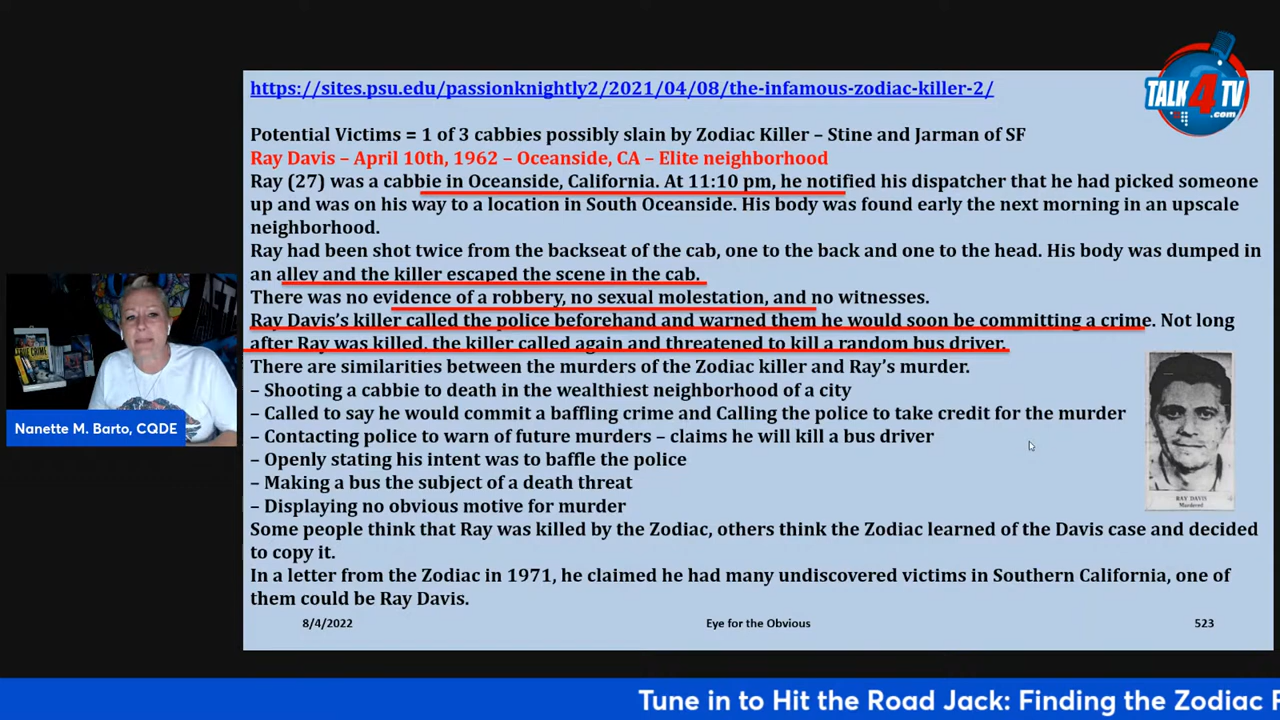 https://sites.psu.edu/passionknightly2/2021/04/08/the-infamous-zodiac-killer-2/
TALK 4 TV
.com
Potential Victims = 1 of 3 cabbies possibly slain by Zodiac Killer – Stine and Jarman of SF
Ray Davis – April 10th, 1962 – Oceanside, CA – Elite neighborhood
Ray (27) was a cabbie in Oceanside, California. At 11:10 pm, he notified his dispatcher that he had picked someone
up and was on his way to a location in South Oceanside. His body was found early the next morning in an upscale
neighborhood.
Ray had been shot twice from the backseat of the cab, one to the back and one to the head. His body was dumped in
an alley and the killer escaped the scene in the cab.
There was no evidence of a robbery, no sexual molestation, and no witnesses.
Ray Davis's killer called the police beforehand and warned them he would soon be committing a crime. Not long
after Ray was killed, the killer called again and threatened to kill a random bus driver.
There are similarities between the murders of the Zodiac killer and Ray's murder.
– Shooting a cabbie to death in the wealthiest neighborhood of a city
– Called to say he would commit a baffling crime and Calling the police to take credit for the murder
– Contacting police to warn of future murders – claims he will kill a bus driver
– Openly stating his intent was to baffle the police
– Making a bus the subject of a death threat
– Displaying no obvious motive for murder
RAY DAVIS
Murdered
Some people think that Ray was killed by the Zodiac, others think the Zodiac learned of the Davis case and decided
to copy it.
In a letter from the Zodiac in 1971, he claimed he had many undiscovered victims in Southern California, one of
them could be Ray Davis.
8/4/2022
Eye for the Obvious
523
Nanette M. Barto, CQDE
Tune in to Hit the Road Jack: Finding the Zodiac